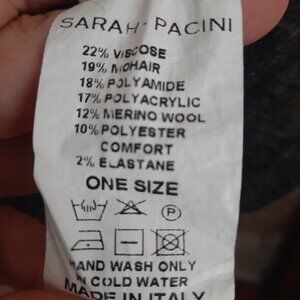 SARAH PACINI
22% VISCOSE
19% MOHAIR
18% POLYAMIDE
17% POLYACRYLIC
12% MERINO WOOL
10% POLYESTER
COMFORT
2% ELASTANE
ONE SIZE
P
HAND WASH ONLY
IN COLD WATER
MADE IN ITALY